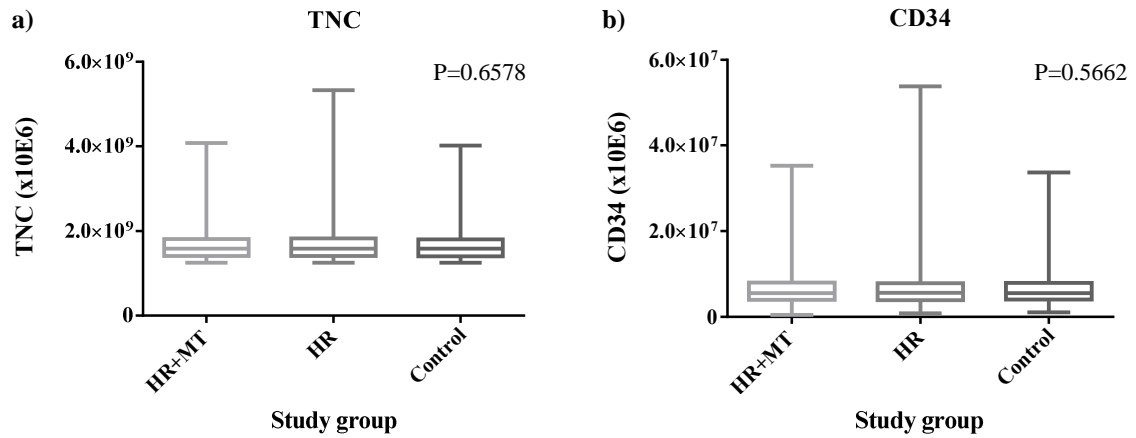 a)
TNC
P=0.6578
TNC (x10E6)
6.0×10⁹
4.0×10⁹
2.0×10⁹
0
HR+MT
HR
Control
Study group
b)
CD34
P=0.5662
CD34 (x10E6)
6.0×10⁷
4.0×10⁷
2.0×10⁷
0
HR+MT
HR
Control
Study group